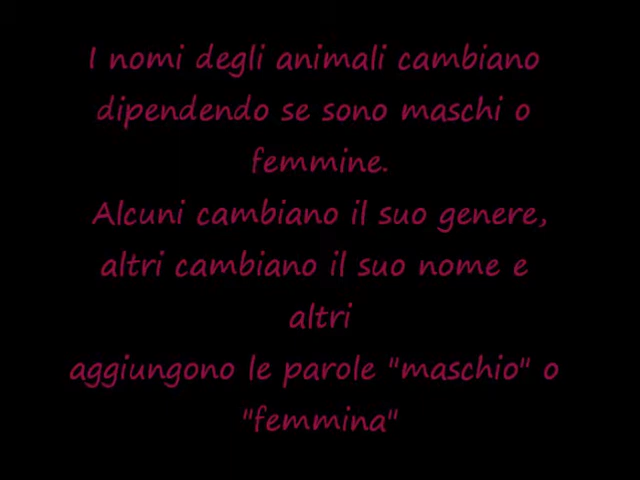 I nomi degli animali cambiano
dipendendo se sono maschi o
femmine.
Alcuni cambiano il suo genere,
altri cambiano il suo nome e
altri
aggiungono le parole "maschio" o
"femmina"